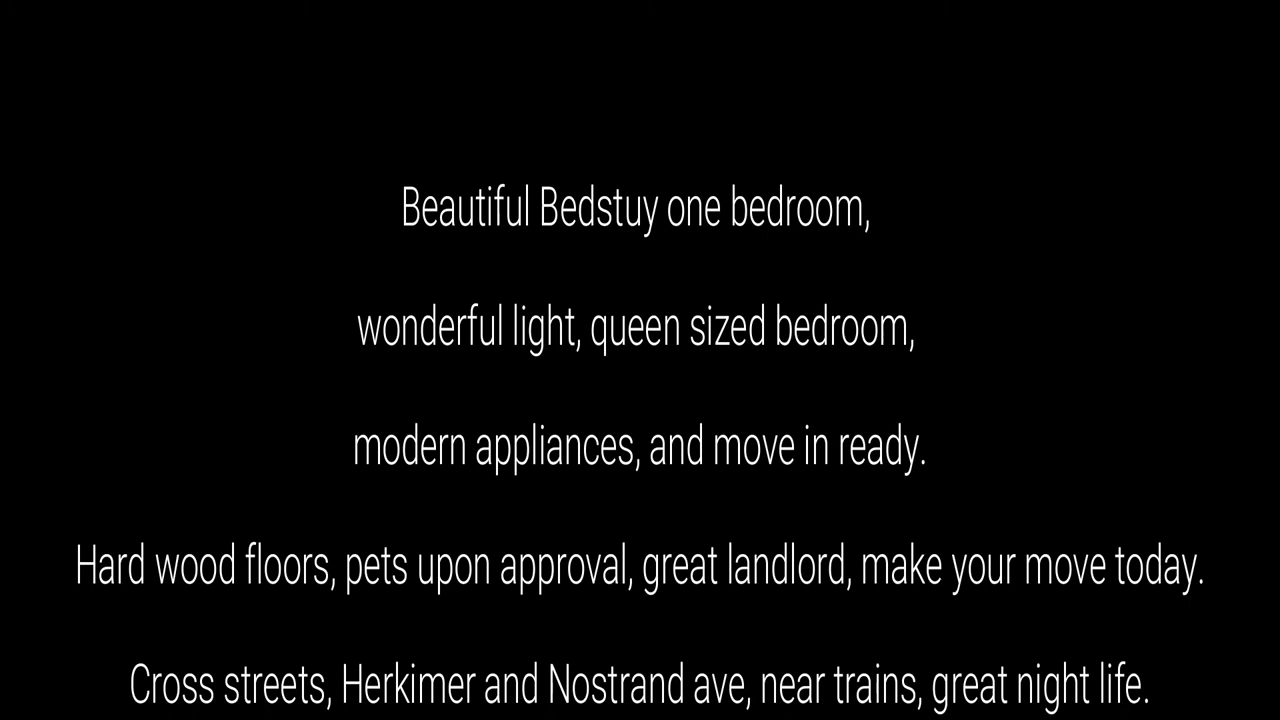 Beautiful Bedstuy one bedroom,
wonderful light, queen sized bedroom,
modern appliances, and move in ready.
Hard wood floors, pets upon approval, great landlord, make your move today.
Cross streets, Herkimer and Nostrand ave, near trains, great night life.